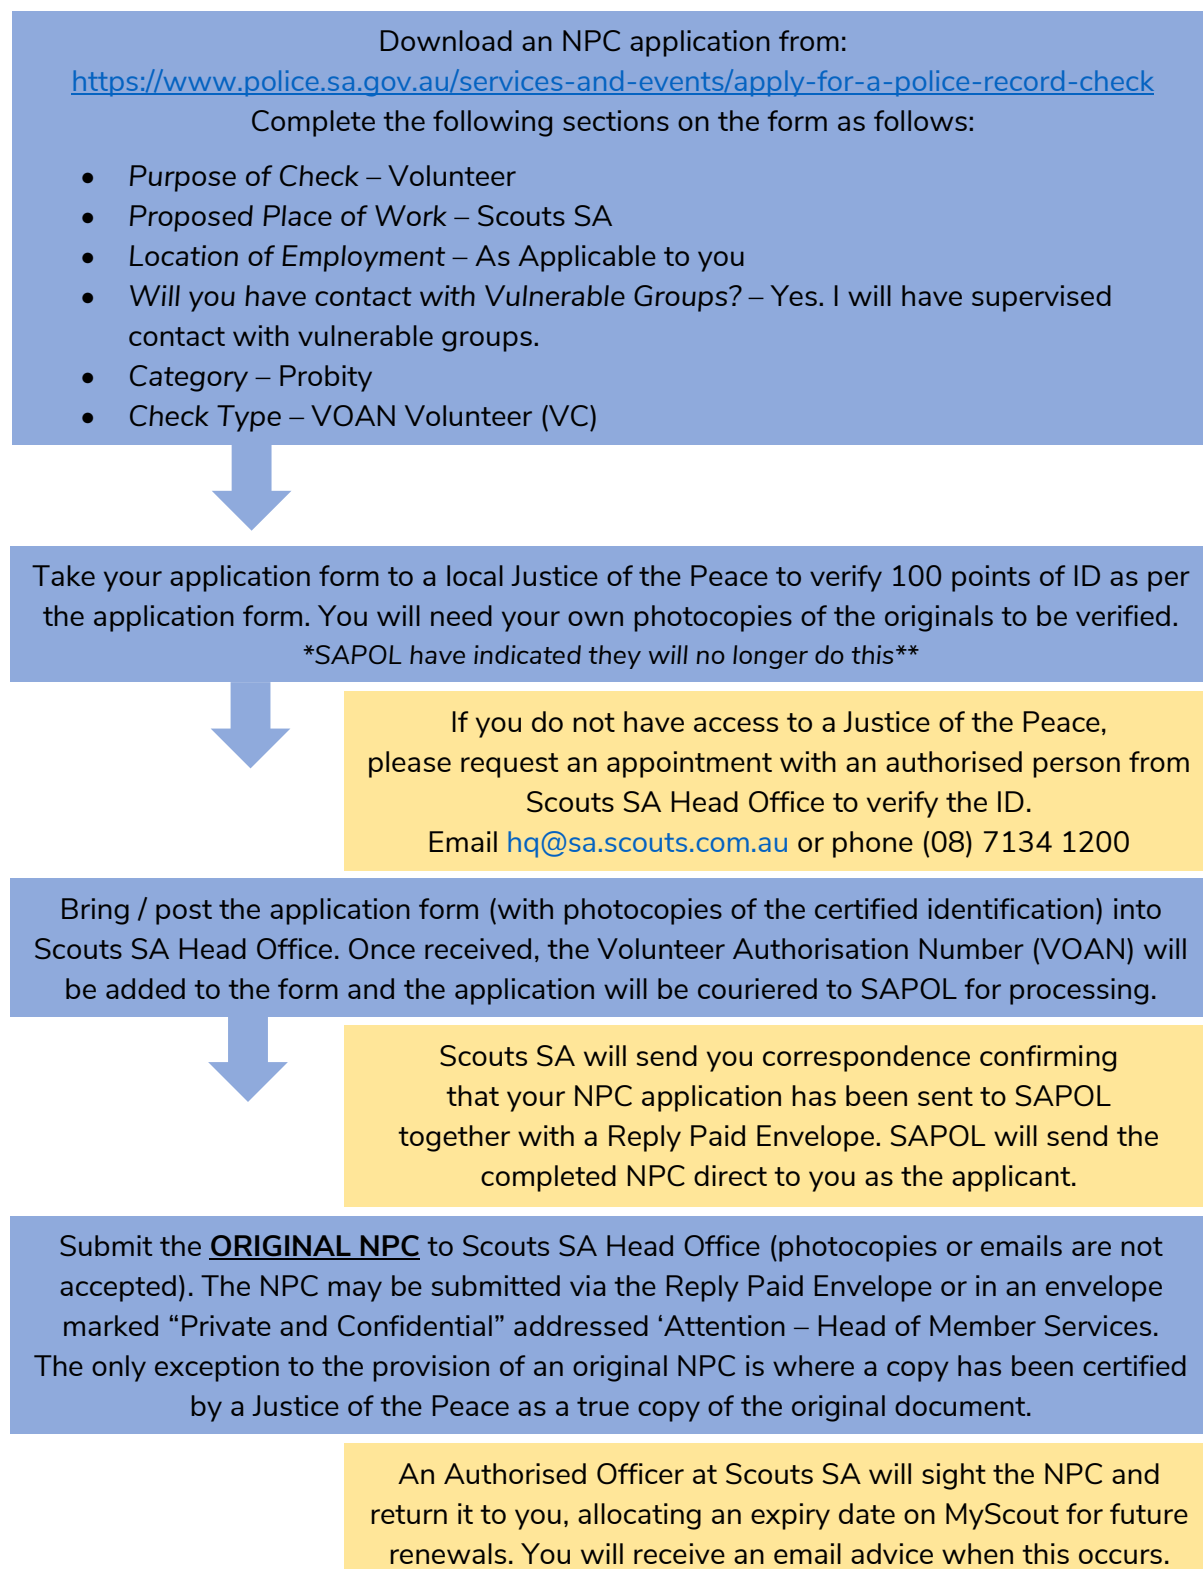 Download an NPC application from:
https://www.police.sa.gov.au/services-and-events/apply-for-a-police-record-check
Complete the following sections on the form as follows:
• Purpose of Check – Volunteer
• Proposed Place of Work – Scouts SA
• Location of Employment – As Applicable to you
• Will you have contact with Vulnerable Groups? – Yes. I will have supervised
contact with vulnerable groups.
• Category – Probity
• Check Type – VOAN Volunteer (VC)
Take your application form to a local Justice of the Peace to verify 100 points of ID as per
the application form. You will need your own photocopies of the originals to be verified.
*SAPOL have indicated they will no longer do this**
If you do not have access to a Justice of the Peace,
please request an appointment with an authorised person from
Scouts SA Head Office to verify the ID.
Email hq@sa.scouts.com.au or phone (08) 7134 1200
Bring / post the application form (with photocopies of the certified identification) into
Scouts SA Head Office. Once received, the Volunteer Authorisation Number (VOAN) will
be added to the form and the application will be couriered to SAPOL for processing.
Scouts SA will send you correspondence confirming
that your NPC application has been sent to SAPOL
together with a Reply Paid Envelope. SAPOL will send the
completed NPC direct to you as the applicant.
Submit the ORIGINAL NPC to Scouts SA Head Office (photocopies or emails are not
accepted). The NPC may be submitted via the Reply Paid Envelope or in an envelope
marked “Private and Confidential” addressed ‘Attention – Head of Member Services.
The only exception to the provision of an original NPC is where a copy has been certified
by a Justice of the Peace as a true copy of the original document.
An Authorised Officer at Scouts SA will sight the NPC and
return it to you, allocating an expiry date on MyScout for future
renewals. You will receive an email advice when this occurs.